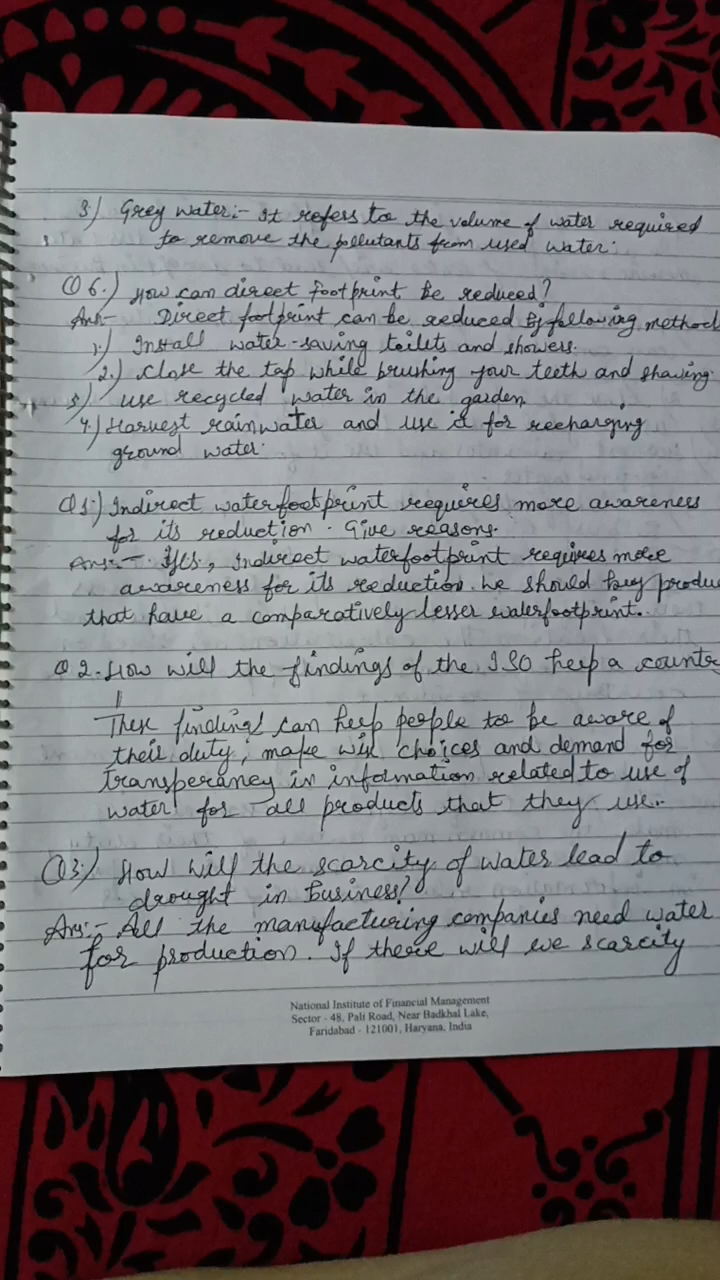 3) Grey water:- It refers to the volume of water required
to remove the pollutants from used water.
Q 6.) How can direct footprint be reduced?
Ans:- Direct footprint can be reduced by following method
1.) Install water-saving toilets and showers.
2.) Close the tap while brushing your teeth and shaving.
3) use recycled water in the garden
4.) Harvest rainwater and use it for recharging
ground water.
Q1.) Indirect waterfootprint requires more awareness
for its reduction. Give reasons.
Ans:- Yes, Indirect waterfootprint requires more
awareness for its reduction. We should buy produc
that have a comparatively lesser waterfootprint.
Q 2. How will the findings of the ISO help a countr
These findings can help people to be aware of
their duty, make wise choices and demand for
transperancy in information related to use of
water for all products that they use.
Q3.) How will the scarcity of water lead to
drought in business?
Ans:- All the manufacturing companies need water
for production. If there will we scarcity
National Institute of Financial Management
Sector - 48, Pali Road, Near Badkhal Lake,
Faridabad - 121001, Haryana, India